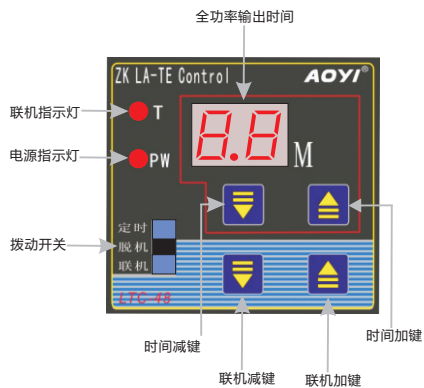 全功率输出时间
ZK LA-TE Control AOYI®
联机指示灯
T
8.8
M
电源指示灯
PW
定时
拨动开关
脱机
联机
LTC-48
时间减键
时间加键
联机减键
联机加键